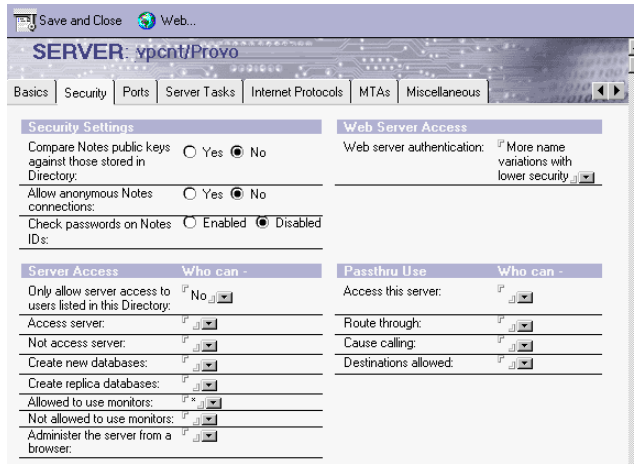 Save and Close Web...
SERVER: vpcnt/Provo
Basics Security Ports Server Tasks Internet Protocols MTAs Miscellaneous
Security Settings
Compare Notes public keys
against those stored in
Directory:
Yes No
Allow anonymous Notes
connections:
Yes No
Check passwords on Notes
IDs:
Enabled Disabled
Web Server Access
Web server authentication:
More name
variations with
lower security
Server Access Who can -
Only allow server access to
users listed in this Directory:
No
Access server:
Not access server:
Create new databases:
Create replica databases:
Allowed to use monitors:
*
Not allowed to use monitors:
Administer the server from a
browser:
Passthru Use Who can -
Access this server:
Route through:
Cause calling:
Destinations allowed: